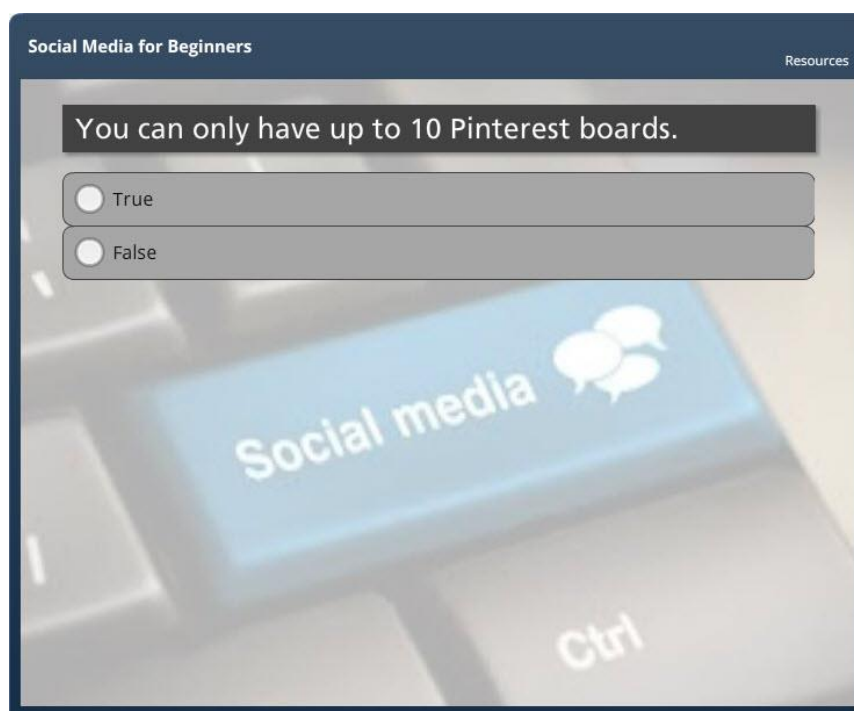 Social Media for Beginners
Resources
You can only have up to 10 Pinterest boards.
True
False
Social media
Ctrl